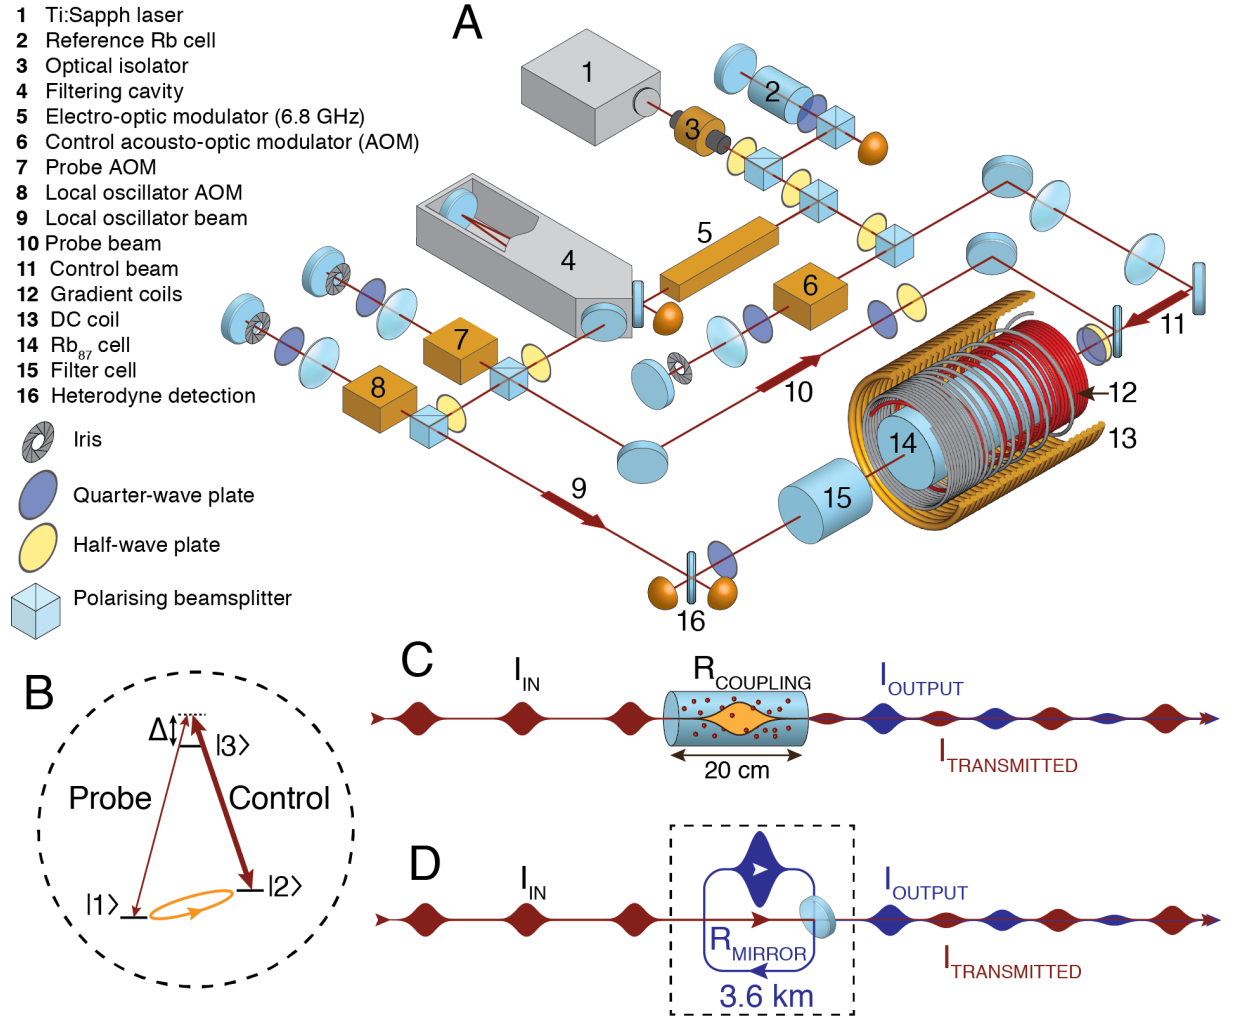 1 Ti:Sapph laser
2 Reference Rb cell
3 Optical isolator
4 Filtering cavity
5 Electro-optic modulator (6.8 GHz)
6 Control acousto-optic modulator (AOM)
7 Probe AOM
8 Local oscillator AOM
9 Local oscillator beam
10 Probe beam
11 Control beam
12 Gradient coils
13 DC coil
14 Rb87 cell
15 Filter cell
16 Heterodyne detection
Iris
Quarter-wave plate
Half-wave plate
Polarising beamsplitter
A
1
2
3
4
5
6
7
8
9
10
11
12
13
14
15
16
B
Δ
|3>
Probe
Control
|1>
|2>
C
IIN
RCOUPLING
IOUTPUT
20 cm
ITRANSMITTED
D
IIN
IOUTPUT
RMIRROR
3.6 km
ITRANSMITTED